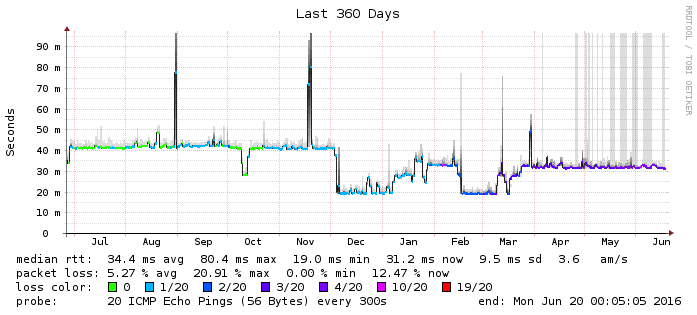 Last 360 Days
RRDTOOL / TOBI OETIKER
Seconds
90 m
80 m
70 m
60 m
50 m
40 m
30 m
20 m
10 m
0
Jul Aug Sep Oct Nov Dec Jan Feb Mar Apr May Jun
median rtt: 34.4 ms avg 80.4 ms max 19.0 ms min 31.2 ms now 9.5 ms sd 3.6 am/s
packet loss: 5.27 % avg 20.91 % max 0.00 % min 12.47 % now
loss color: 0 1/20 2/20 3/20 4/20 10/20 19/20
probe: 20 ICMP Echo Pings (56 Bytes) every 300s end: Mon Jun 20 00:05:05 2016